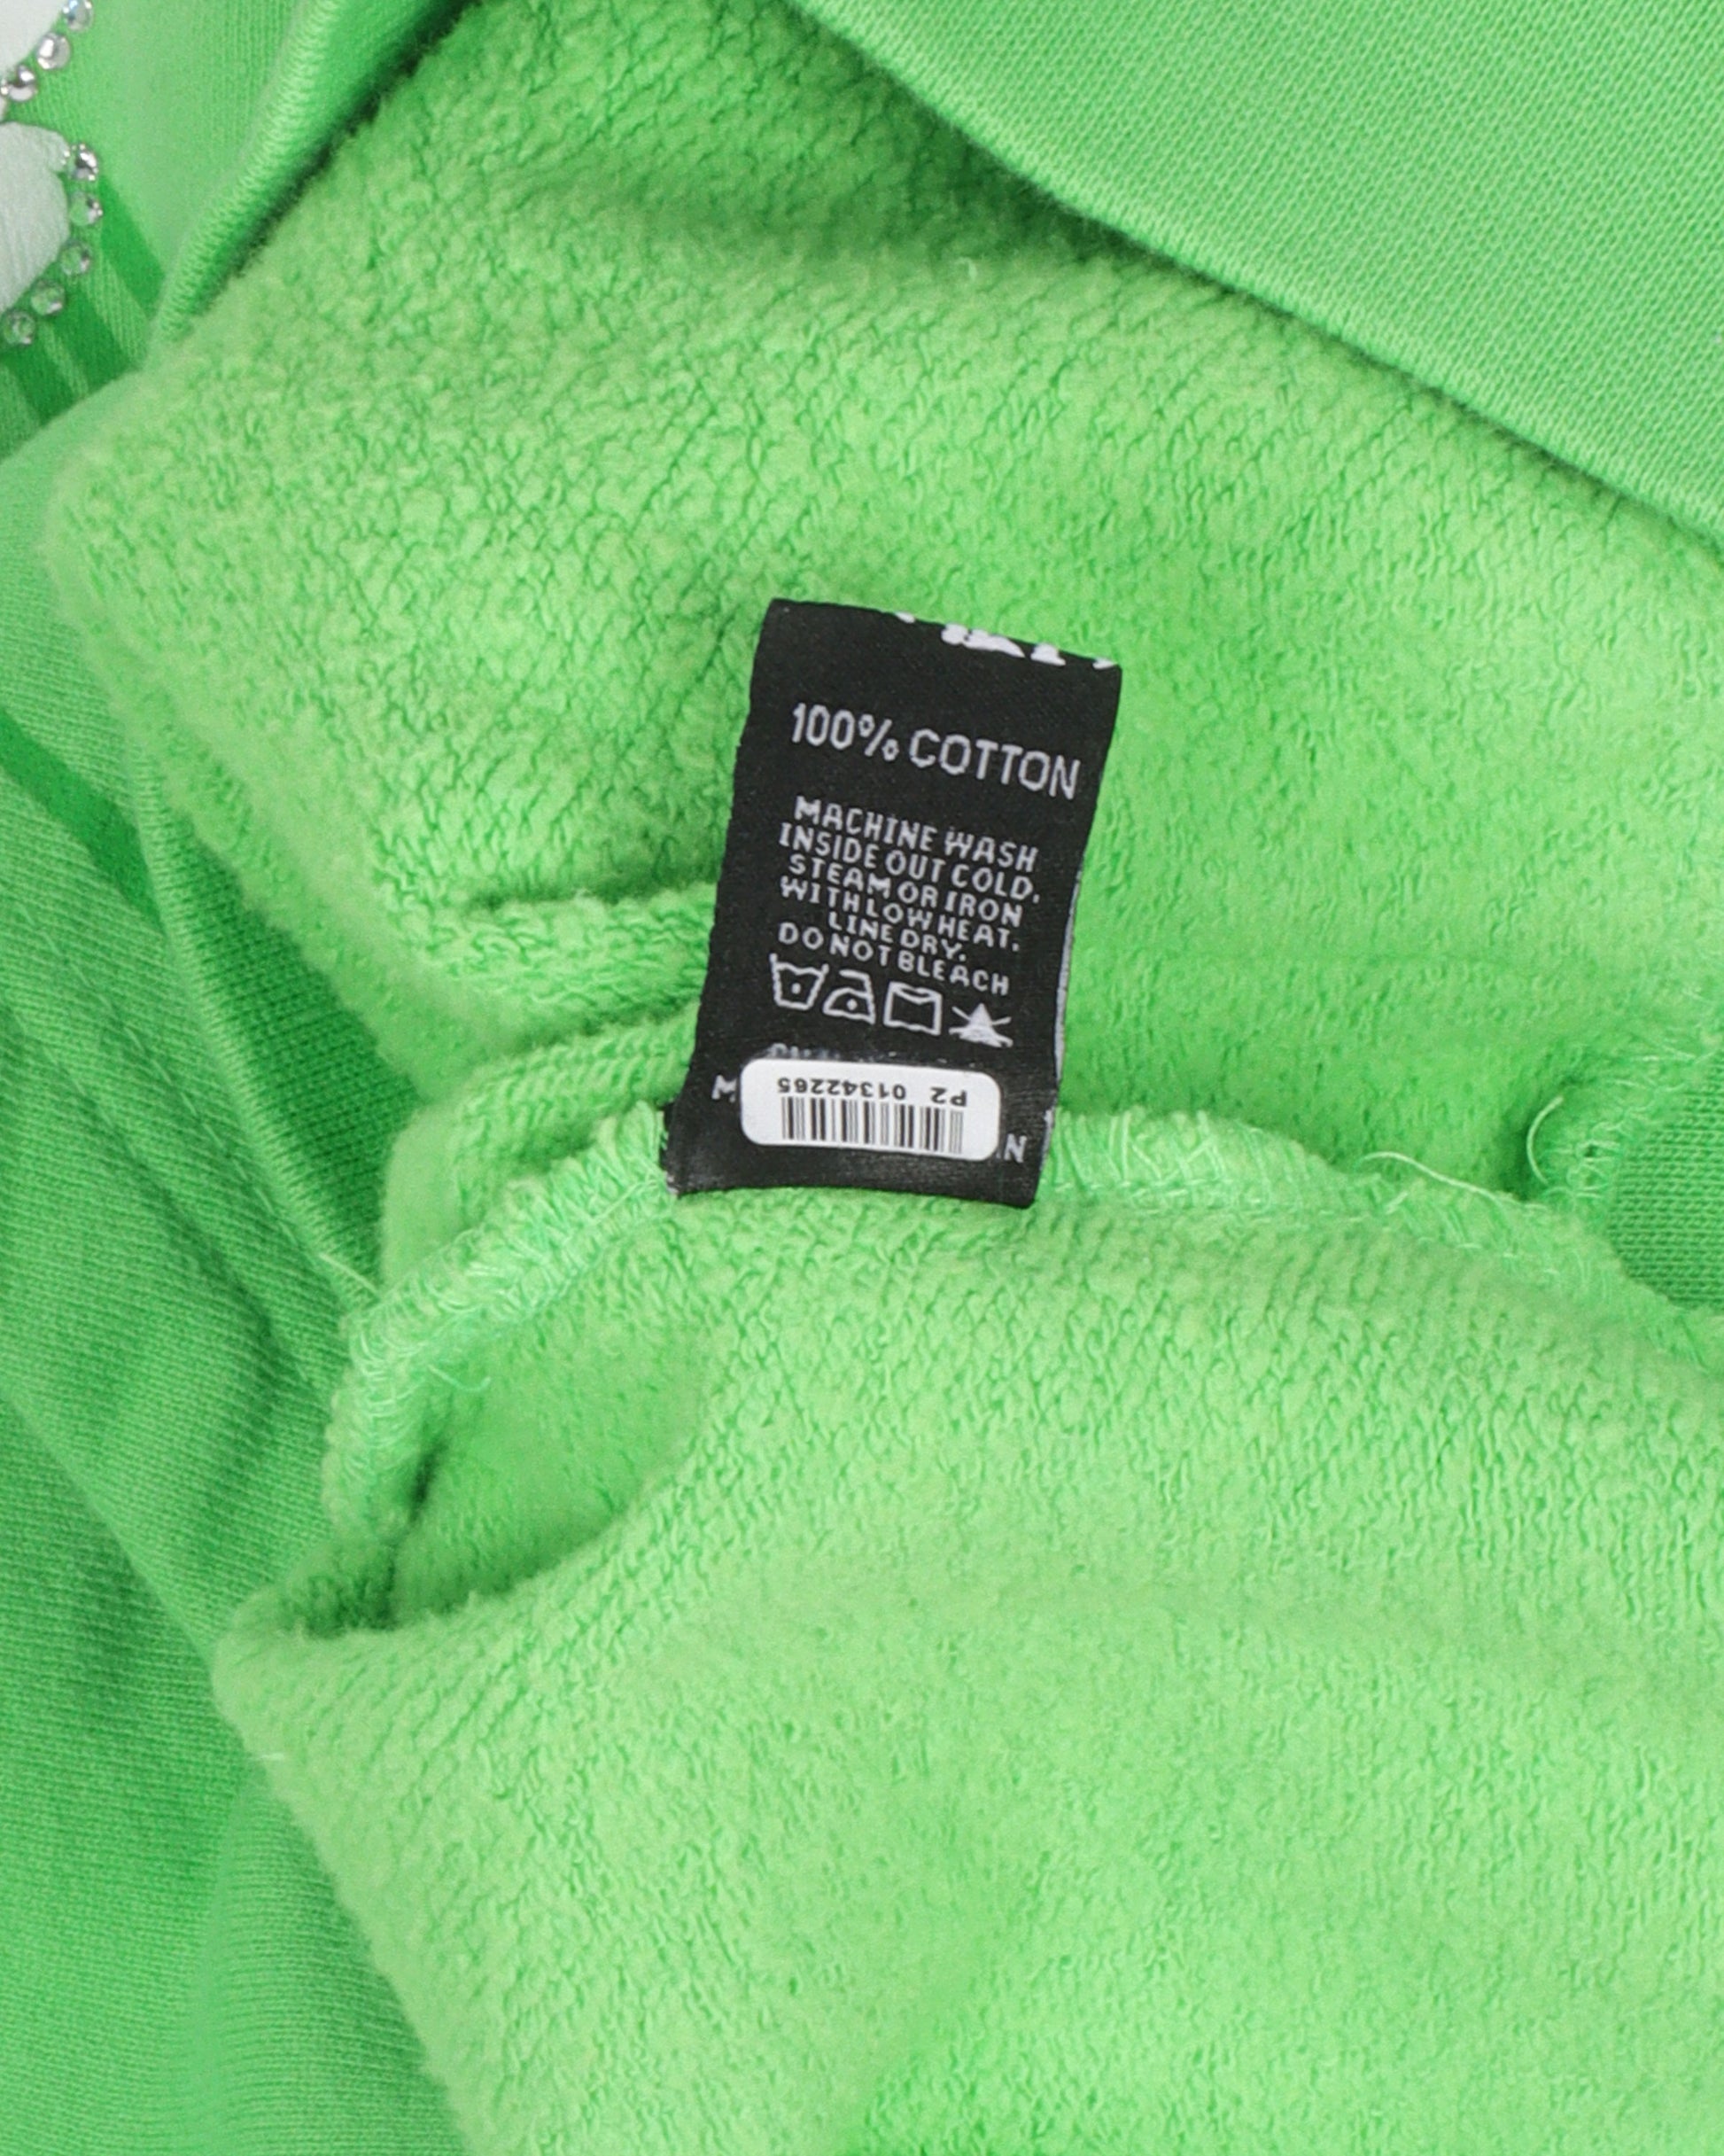 100% COTTON
MACHINE WASH
INSIDE OUT COLD.
STEAM OR IRON
WITH LOW HEAT.
LINE DRY.
DO NOT BLEACH
P2 01342265